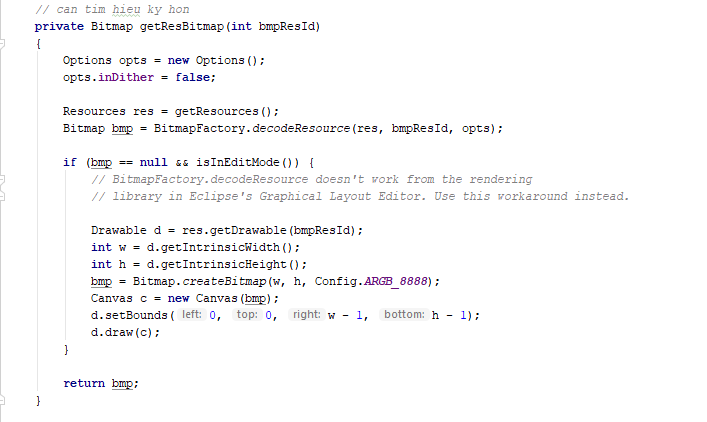 // can tim hieu ky hon
private Bitmap getResBitmap(int bmpResId)
{
Options opts = new Options();
opts.inDither = false;
Resources res = getResources();
Bitmap bmp = BitmapFactory.decodeResource(res, bmpResId, opts);
if (bmp == null && isInEditMode()) {
// BitmapFactory.decodeResource doesn't work from the rendering
// library in Eclipse's Graphical Layout Editor. Use this workaround instead.
Drawable d = res.getDrawable(bmpResId);
int w = d.getIntrinsicWidth();
int h = d.getIntrinsicHeight();
bmp = Bitmap.createBitmap(w, h, Config.ARGB_8888);
Canvas c = new Canvas(bmp);
d.setBounds( left: 0, top: 0, right: w - 1, bottom: h - 1);
d.draw(c);
}
return bmp;
}